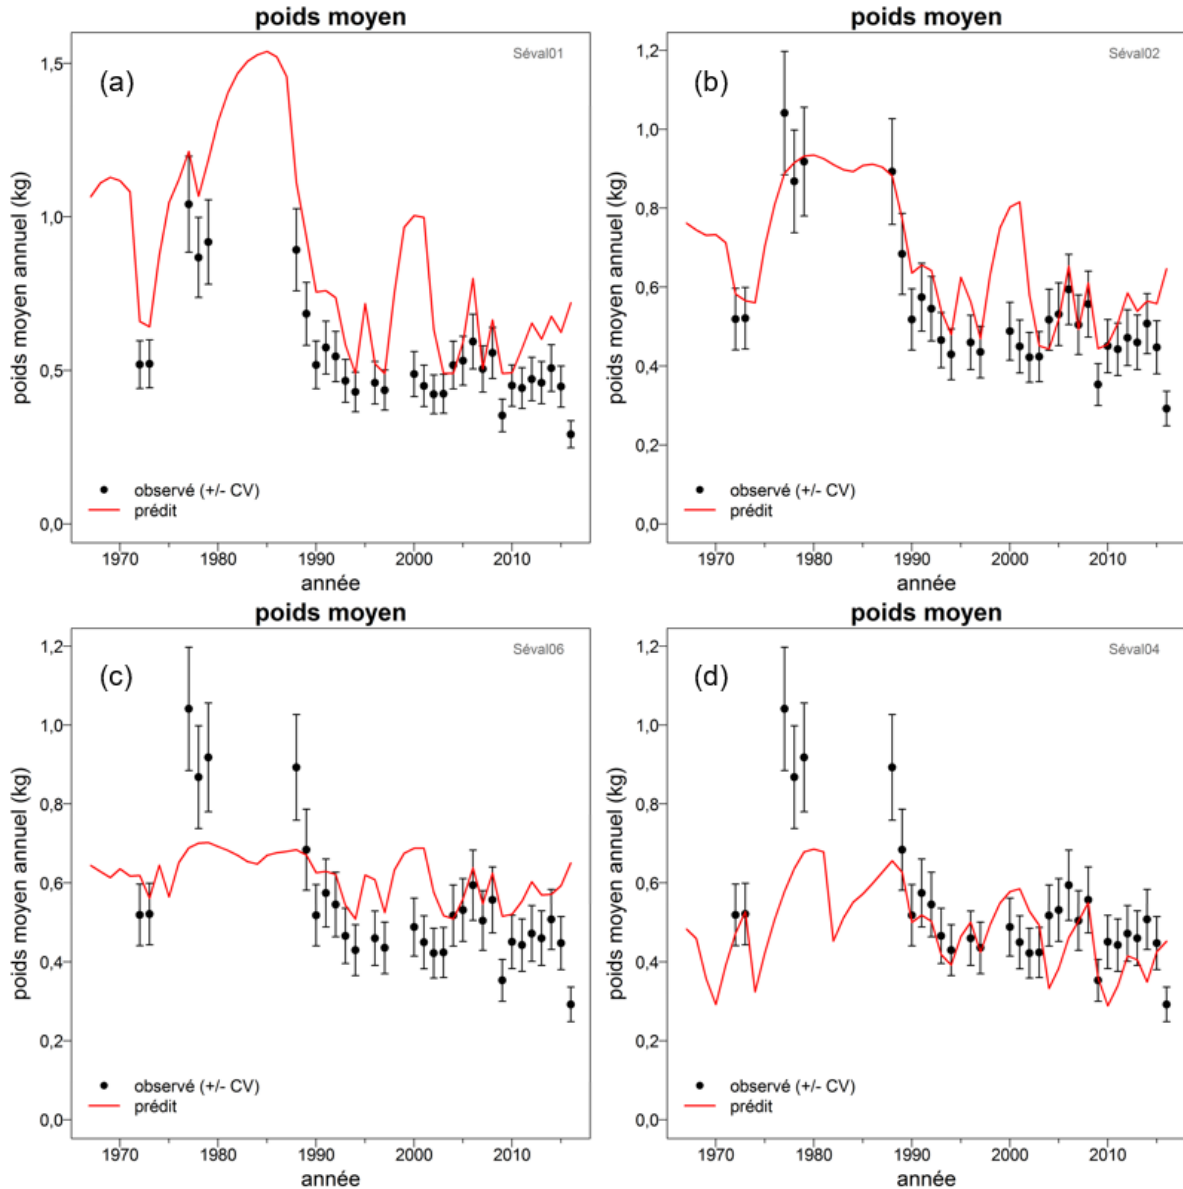 poids moyen
Séval01
(a)
poids moyen annuel (kg)
1,5
1,0
0,5
0,0
observé (+/- CV)
prédit
1970 1980 1990 2000 2010
année
poids moyen
Séval02
(b)
poids moyen annuel (kg)
1,2
1,0
0,8
0,6
0,4
0,2
0,0
observé (+/- CV)
prédit
1970 1980 1990 2000 2010
année
poids moyen
Séval06
(c)
poids moyen annuel (kg)
1,2
1,0
0,8
0,6
0,4
0,2
0,0
observé (+/- CV)
prédit
1970 1980 1990 2000 2010
année
poids moyen
Séval04
(d)
poids moyen annuel (kg)
1,2
1,0
0,8
0,6
0,4
0,2
0,0
observé (+/- CV)
prédit
1970 1980 1990 2000 2010
année